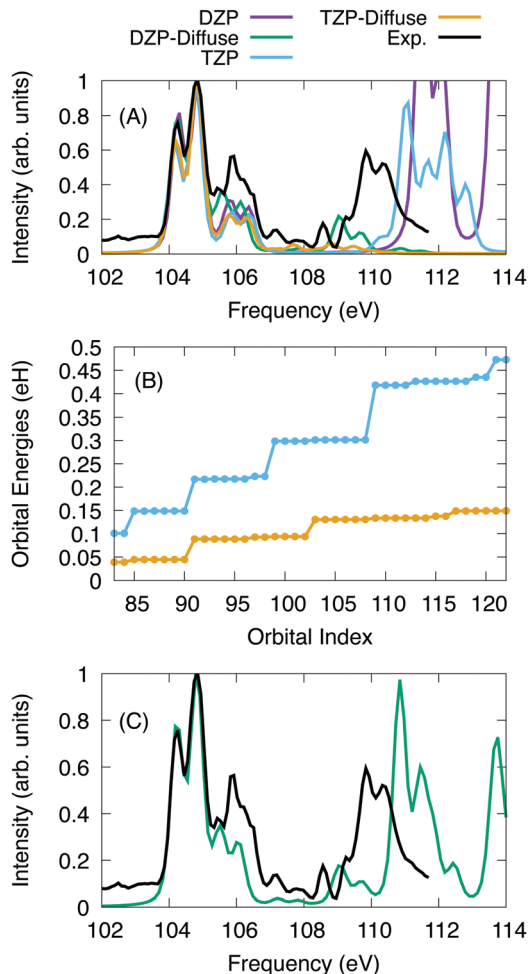 DZP
DZP-Diffuse
TZP
TZP-Diffuse
Exp.
Intensity (arb. units)
1
0.8
0.6
0.4
0.2
0
(A)
102 104 106 108 110 112 114
Frequency (eV)
Orbital Energies (eH)
0.5
0.45
0.4
0.35
0.3
0.25
0.2
0.15
0.1
0.05
0
(B)
85 90 95 100 105 110 115 120
Orbital Index
Intensity (arb. units)
1
0.8
0.6
0.4
0.2
0
(C)
102 104 106 108 110 112 114
Frequency (eV)